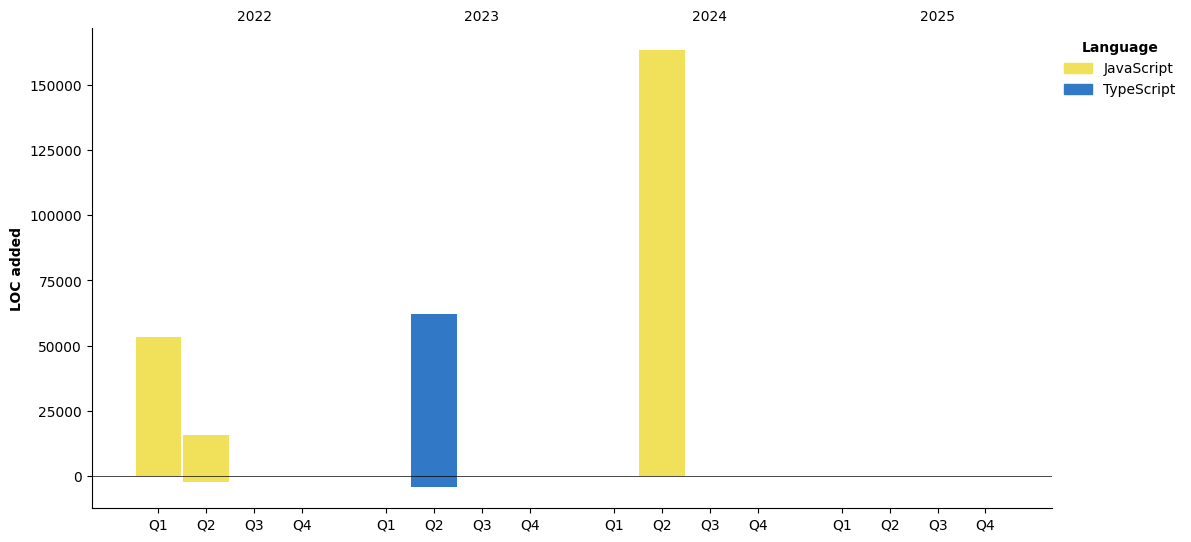 2022 2023 2024 2025
Language
JavaScript
TypeScript
LOC added
150000
125000
100000
75000
50000
25000
0
Q1 Q2 Q3 Q4 Q1 Q2 Q3 Q4 Q1 Q2 Q3 Q4 Q1 Q2 Q3 Q4